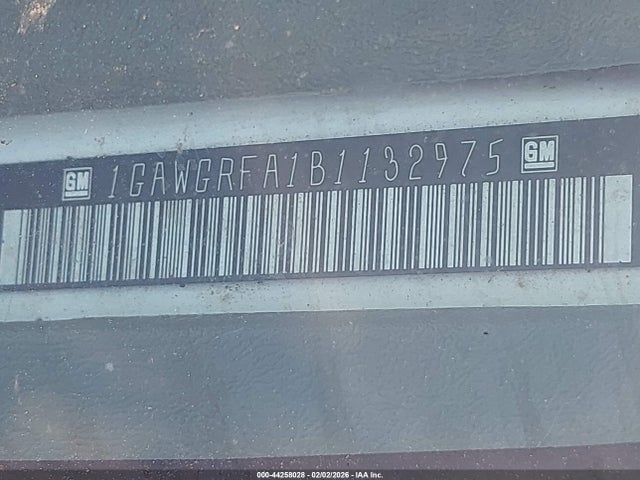 GM 1GAWGRFA1B1132975 GM
000-44258028 - 02/02/2026 - IAA Inc.